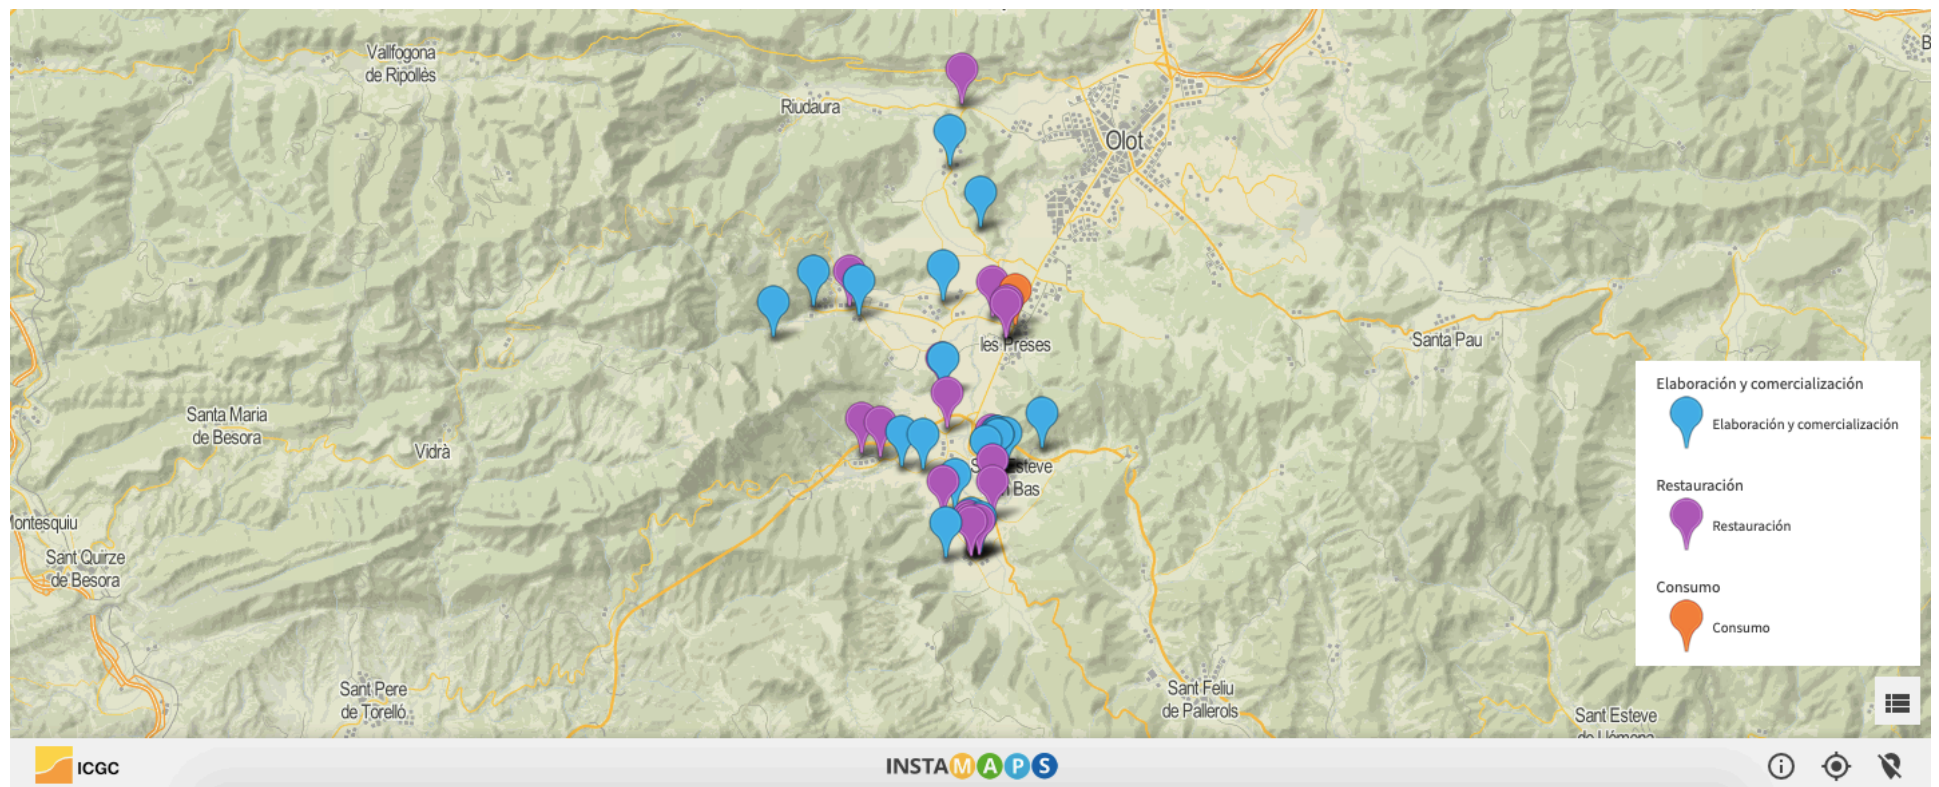 Vallfogona
de Ripollès
Riudaura
Olot
B
les Preses
Santa Pau
Santa Maria
de Besora
Vidrà
Esteve
Bas
Montesquiu
Sant Quirze
de Besora
Sant Pere
de Torelló
Sant Feliu
de Pallerols
Sant Esteve
de Llémena
Elaboración y comercialización
Elaboración y comercialización
Restauración
Restauración
Consumo
Consumo
ICGC
INSTAMAPS